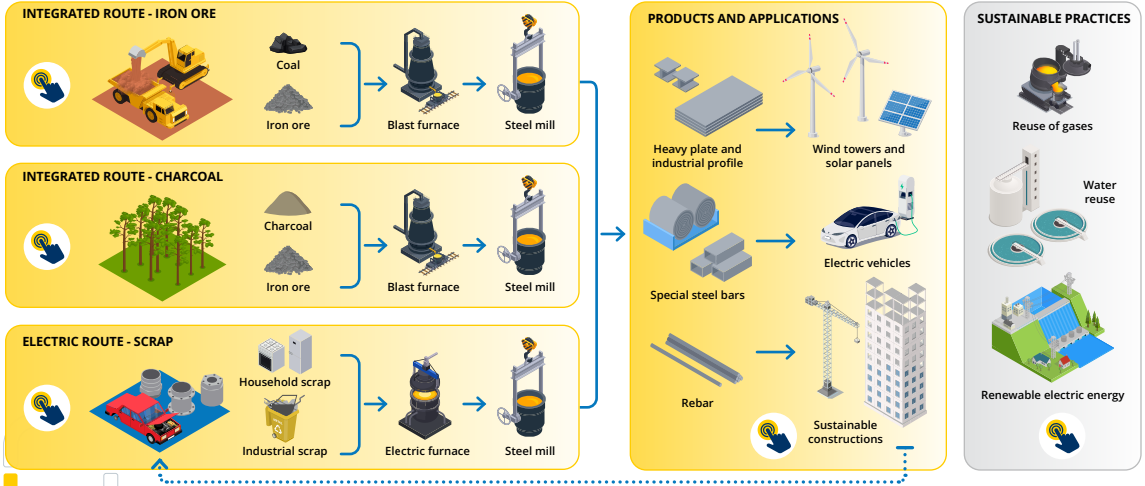 INTEGRATED ROUTE - IRON ORE
Coal
Iron ore
Blast furnace
Steel mill
INTEGRATED ROUTE - CHARCOAL
Charcoal
Iron ore
Blast furnace
Steel mill
ELECTRIC ROUTE - SCRAP
Household scrap
Industrial scrap
Electric furnace
Steel mill
PRODUCTS AND APPLICATIONS
Heavy plate and
industrial profile
Wind towers and
solar panels
Special steel bars
Electric vehicles
Rebar
Sustainable
constructions
SUSTAINABLE PRACTICES
Reuse of gases
Water
reuse
Renewable electric energy